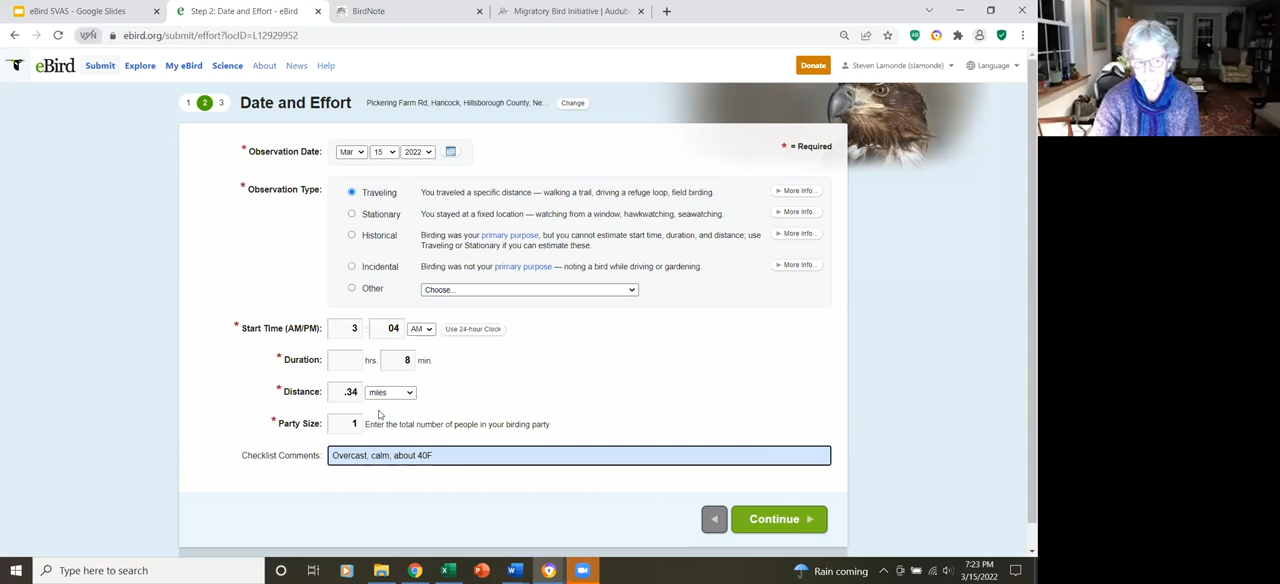 eBird SVAS - Google Slides
Step 2: Date and Effort - eBird
BirdNote
Migratory Bird Initiative | Audub
VPN
ebird.org/submit/effort?locID=L12929952
eBird
Submit
Explore
My eBird
Science
About
News
Help
Donate
Steven Lamonde (slamonde)
Language
1 2 3
Date and Effort
Pickering Farm Rd, Hancock, Hillsborough County, Ne...
Change
* Observation Date:
Mar
15
2022
* = Required
* Observation Type:
Traveling
You traveled a specific distance — walking a trail, driving a refuge loop, field birding.
More Info...
Stationary
You stayed at a fixed location — watching from a window, hawkwatching, seawatching.
More Info...
Historical
Birding was your primary purpose, but you cannot estimate start time, duration, and distance; use
Traveling or Stationary if you can estimate these.
More Info...
Incidental
Birding was not your primary purpose — noting a bird while driving or gardening.
More Info...
Other
Choose...
* Start Time (AM/PM):
3 : 04
AM
Use 24-hour Clock
* Duration:
hrs. 8 min.
* Distance:
.34
miles
* Party Size:
1
Enter the total number of people in your birding party
Checklist Comments:
Overcast, calm, about 40F
Continue
Type here to search
Rain coming
7:23 PM
3/15/2022